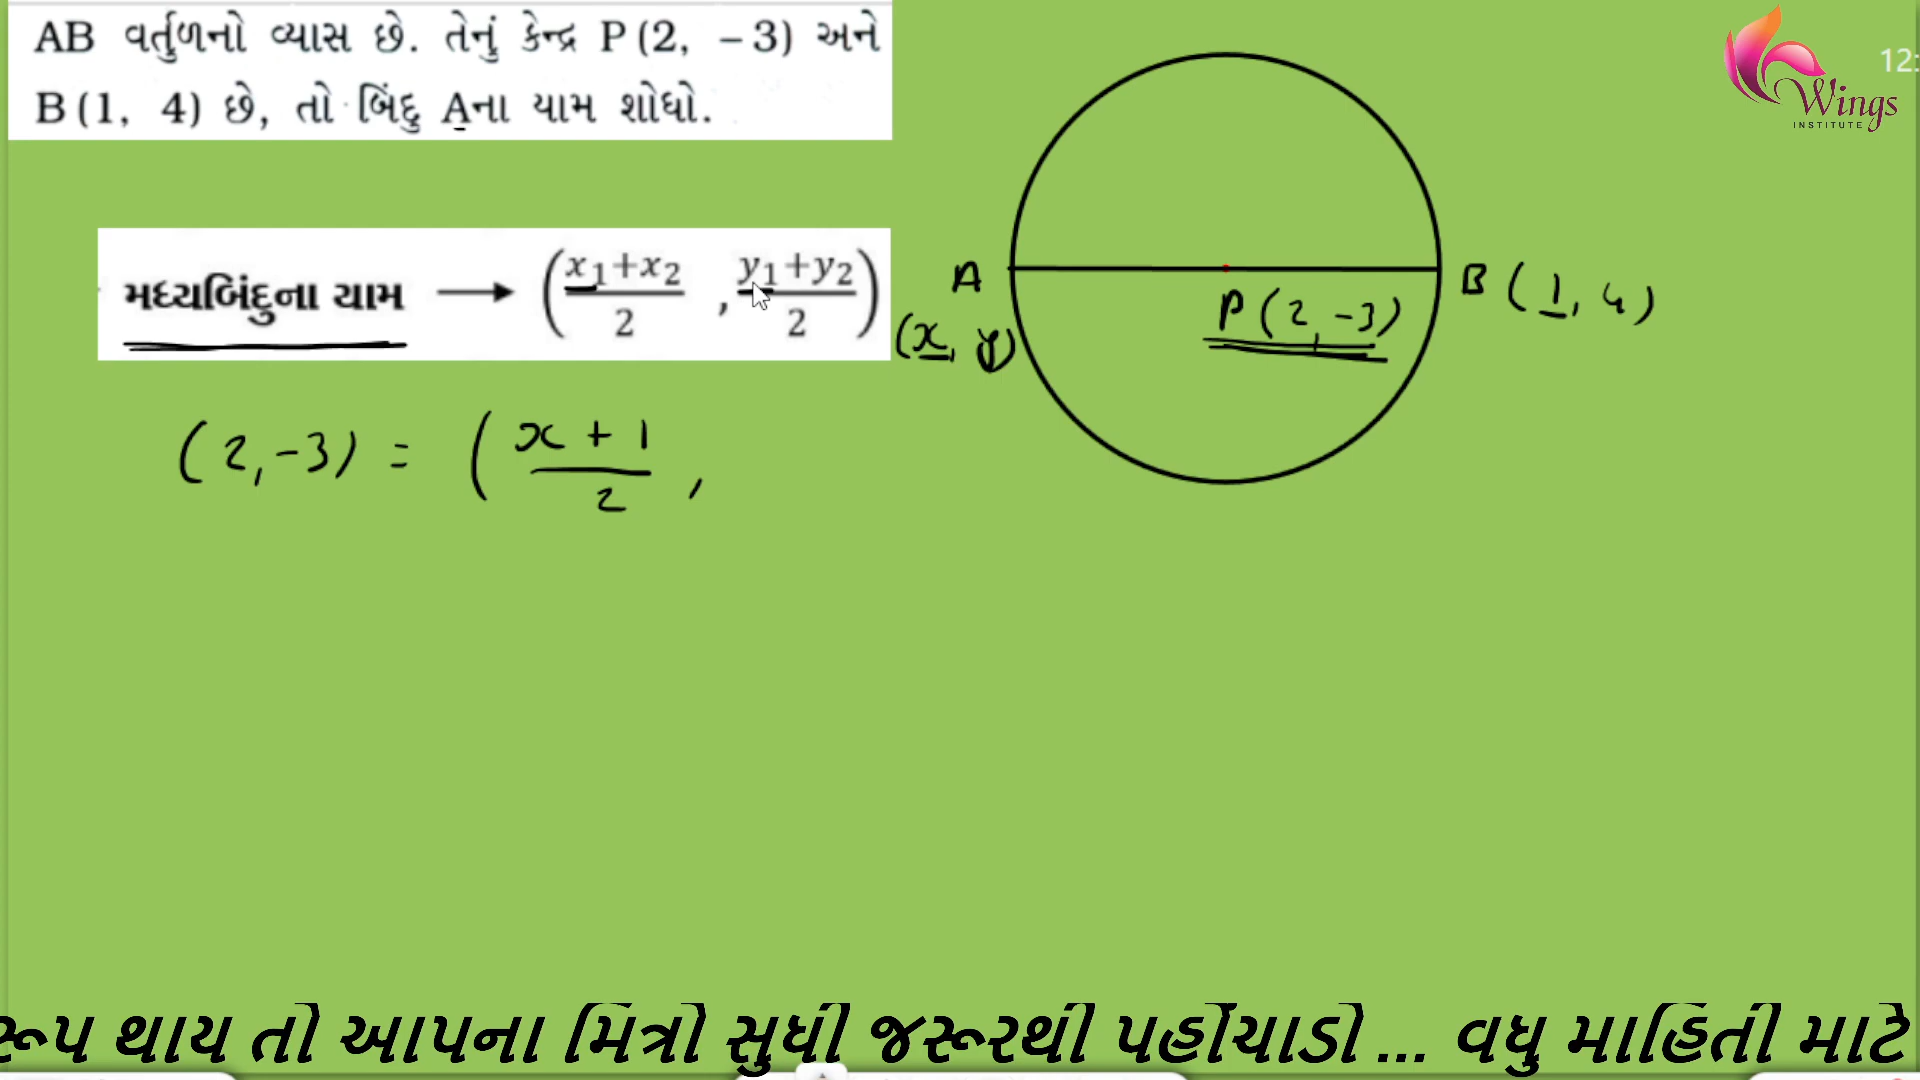 AB વર્તુળનો વ્યાસ છે. તેનું કેન્દ્ર P (2, – 3) અને
B (1, 4) છે, તો બિંદુ Aના યામ શોધો.
Wings
INSTITUTE
12:
મધ્યબિંદુના યામ ⟶ (x₁+x₂/2 , y₁+y₂/2)
A
(x, y)
P (2, -3)
B (1, 4)
(2, -3) = (x + 1/2 ,
રૂપ થાય તો આપના મિત્રો સુધી જરૂરથી પહોંચાડો ... વધુ માહિતી માટે